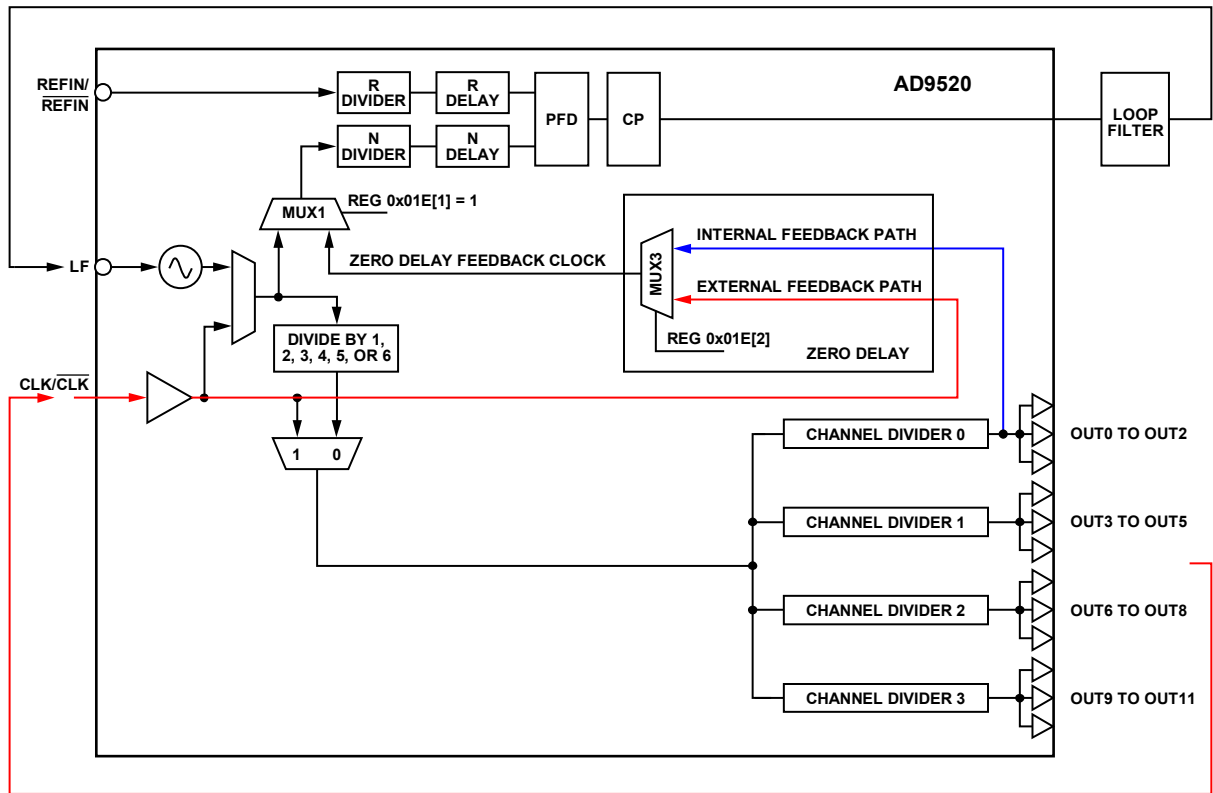 REFIN/
REFIN
R
DIVIDER
R
DELAY
N
DIVIDER
N
DELAY
PFD
CP
AD9520
LOOP
FILTER
REG 0x01E[1] = 1
MUX1
LF
ZERO DELAY FEEDBACK CLOCK
MUX3
INTERNAL FEEDBACK PATH
EXTERNAL FEEDBACK PATH
REG 0x01E[2]
ZERO DELAY
DIVIDE BY 1,
2, 3, 4, 5, OR 6
CLK/CLK
1 0
CHANNEL DIVIDER 0
OUT0 TO OUT2
CHANNEL DIVIDER 1
OUT3 TO OUT5
CHANNEL DIVIDER 2
OUT6 TO OUT8
CHANNEL DIVIDER 3
OUT9 TO OUT11